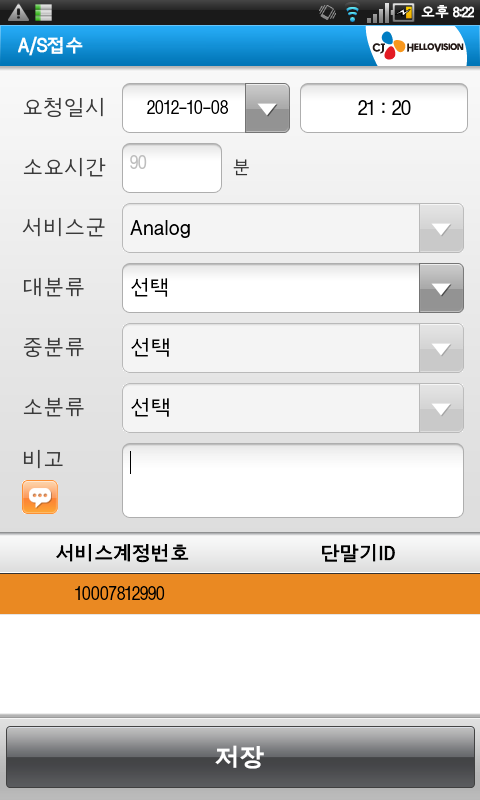 오후 8:22
A/S접수
CJ HELLOVISION
요청일시 2012-10-08 21 : 20
소요시간 90 분
서비스군 Analog
대분류 선택
중분류 선택
소분류 선택
비고
서비스계정번호 단말기ID
10007812990
저장